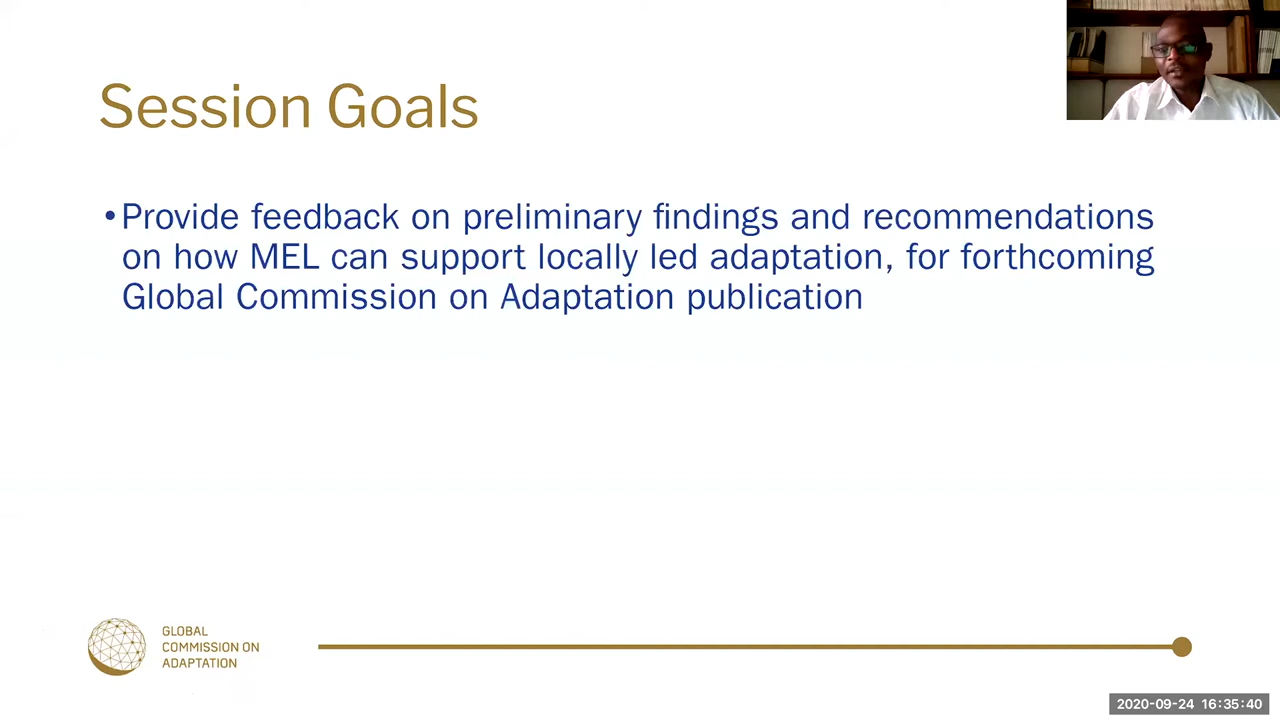 Session Goals
•Provide feedback on preliminary findings and recommendations
on how MEL can support locally led adaptation, for forthcoming
Global Commission on Adaptation publication
GLOBAL
COMMISSION ON
ADAPTATION
2020-09-24 16:35:40